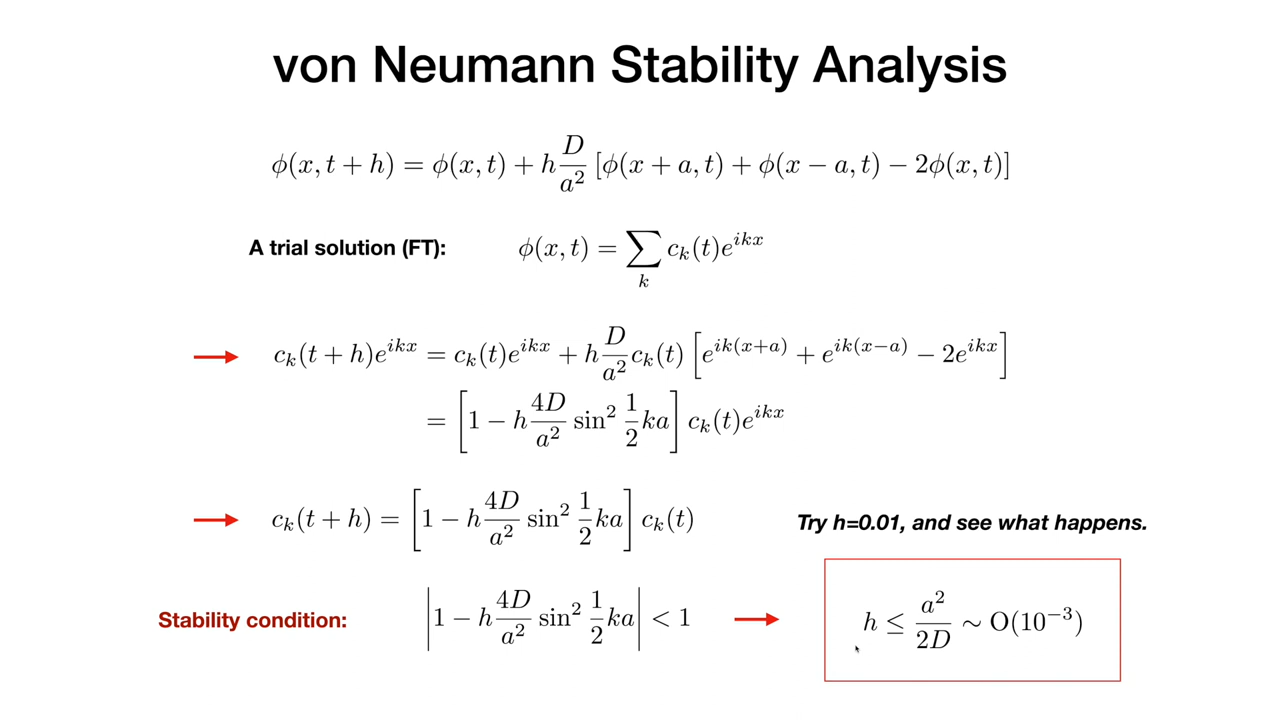 von Neumann Stability Analysis
ϕ(x, t + h) = ϕ(x, t) + h D/a² [ϕ(x + a, t) + ϕ(x − a, t) − 2ϕ(x, t)]
A trial solution (FT): ϕ(x, t) = ∑_k c_k(t)e^{ikx}
→ c_k(t + h)e^{ikx} = c_k(t)e^{ikx} + h D/a² c_k(t) [e^{ik(x+a)} + e^{ik(x−a)} − 2e^{ikx}]
= [1 − h 4D/a² sin² 1/2 ka] c_k(t)e^{ikx}
→ c_k(t + h) = [1 − h 4D/a² sin² 1/2 ka] c_k(t)
Try h=0.01, and see what happens.
Stability condition: |1 − h 4D/a² sin² 1/2 ka| < 1 → h ≤ a²/2D ∼ O(10⁻³)